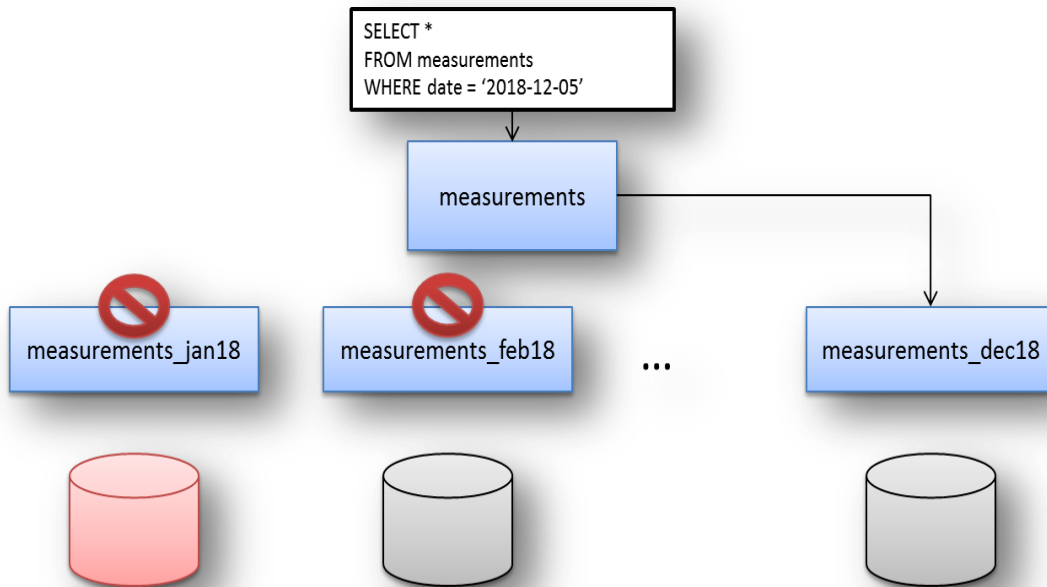 SELECT *
FROM measurements
WHERE date = ‘2018-12-05’
measurements
measurements_jan18
measurements_feb18
...
measurements_dec18